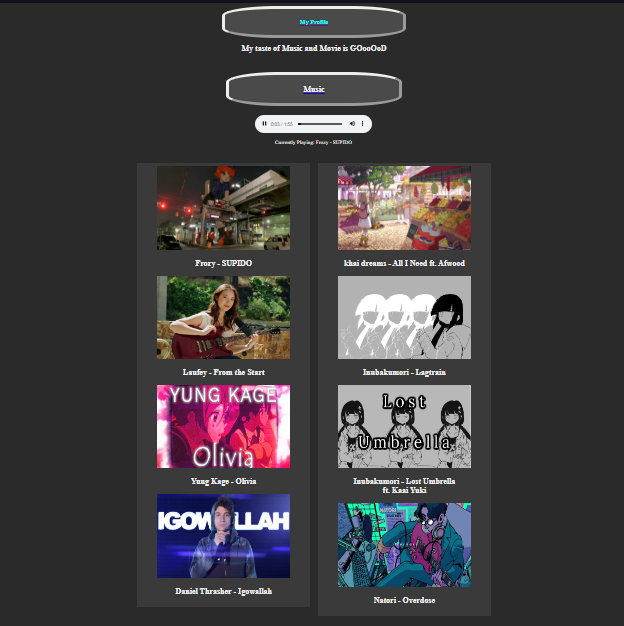 My Profile
My taste of Music and Movie is GOooOoD
Music
0:03 / 1:55
Currently Playing: Frozy - SUPIDO
Frozy - SUPIDO
khai dreams - All I Need ft. Afwood
Laufey - From the Start
Inabakumori - Lagtrain
YUNG KAGE
Olivia
Lost
Umbrella
Yung Kage - Olivia
Inabakumori - Lost Umbrella
ft. Kaai Yuki
IGOWALLAH
Daniel Thrasher - Igowallah
Natori - Overdose